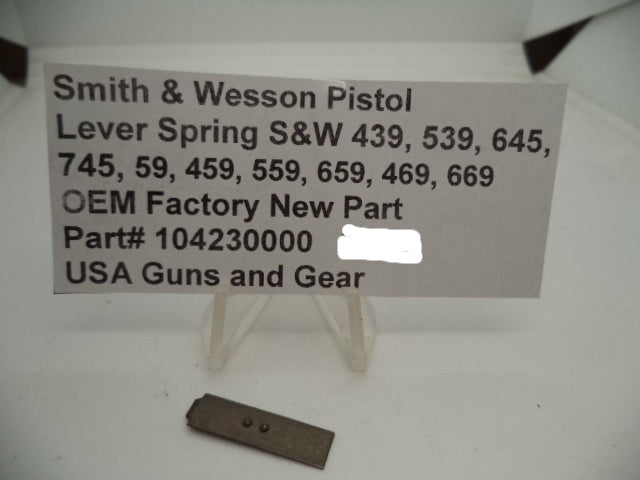 Smith & Wesson Pistol
Lever Spring S&W 439, 539, 645,
745, 59, 459, 559, 659, 469, 669
OEM Factory New Part
Part# 104230000
USA Guns and Gear